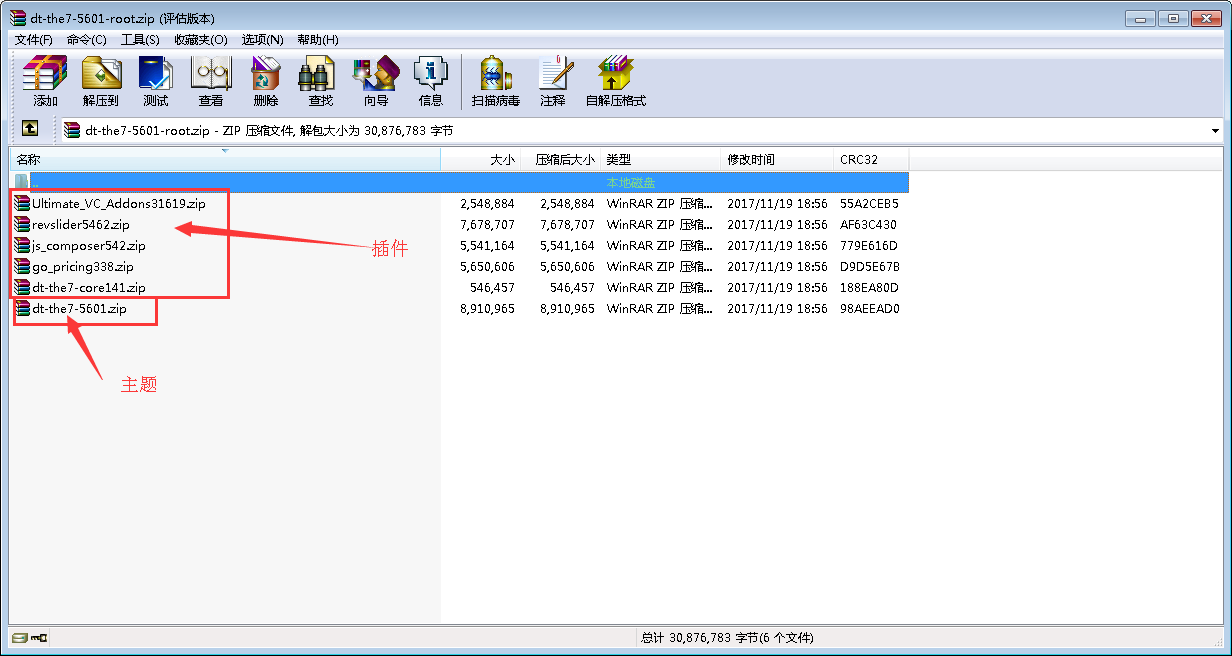 dt-the7-5601-root.zip (评估版本)
文件(F) 命令(C) 工具(S) 收藏夹(O) 选项(N) 帮助(H)
添加 解压到 测试 查看 删除 查找 向导 信息 扫描病毒 注释 自解压格式
dt-the7-5601-root.zip - ZIP 压缩文件, 解包大小为 30,876,783 字节
名称 大小 压缩后大小 类型 修改时间 CRC32
.. 本地磁盘
Ultimate_VC_Addons31619.zip 2,548,884 2,548,884 WinRAR ZIP 压缩... 2017/11/19 18:56 55A2CEB5
revslider5462.zip 7,678,707 7,678,707 WinRAR ZIP 压缩... 2017/11/19 18:56 AF63C430
js_composer542.zip 5,541,164 5,541,164 WinRAR ZIP 压缩... 2017/11/19 18:56 779E616D
插件
go_pricing338.zip 5,650,606 5,650,606 WinRAR ZIP 压缩... 2017/11/19 18:56 D9D5E67B
dt-the7-core141.zip 546,457 546,457 WinRAR ZIP 压缩... 2017/11/19 18:56 188EA80D
dt-the7-5601.zip 8,910,965 8,910,965 WinRAR ZIP 压缩... 2017/11/19 18:56 98AEEAD0
主题
总计 30,876,783 字节(6 个文件)